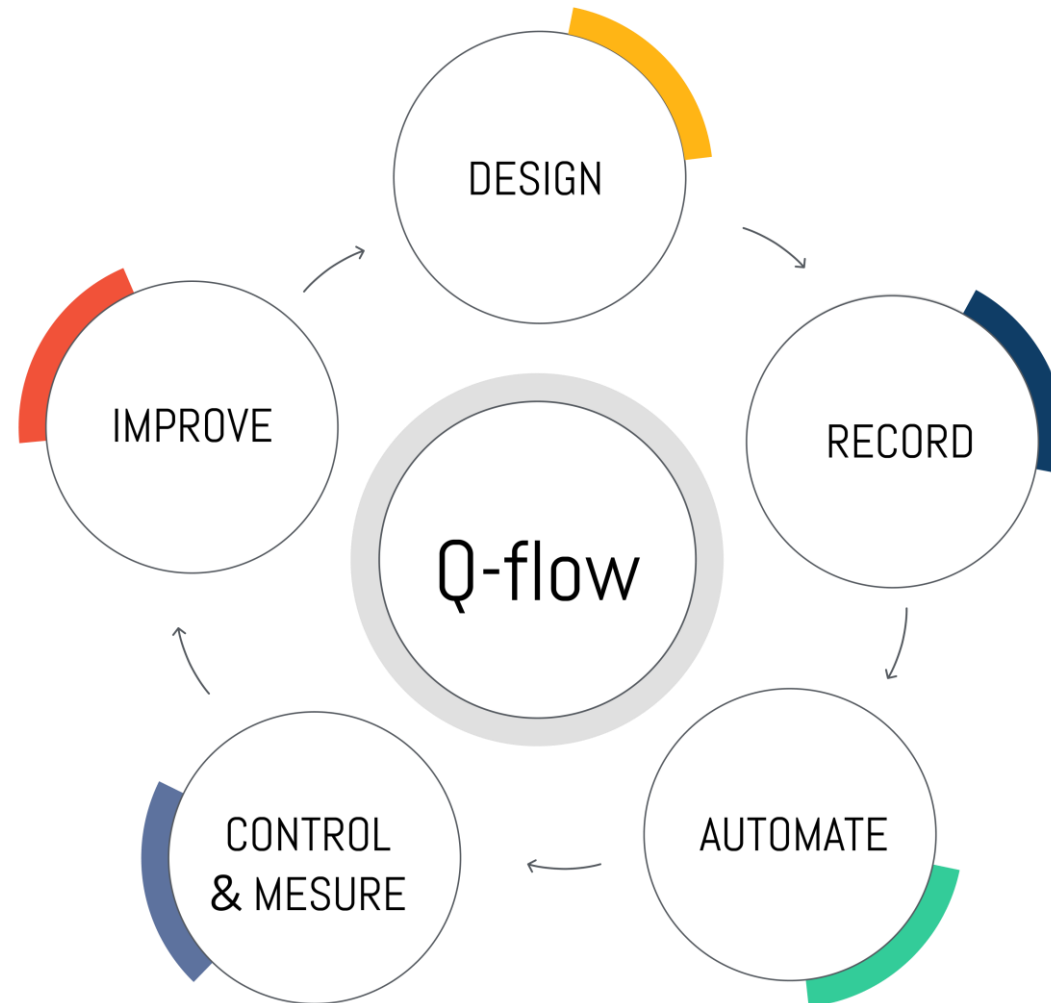 DESIGN
RECORD
AUTOMATE
CONTROL
& MESURE
IMPROVE
Q-flow